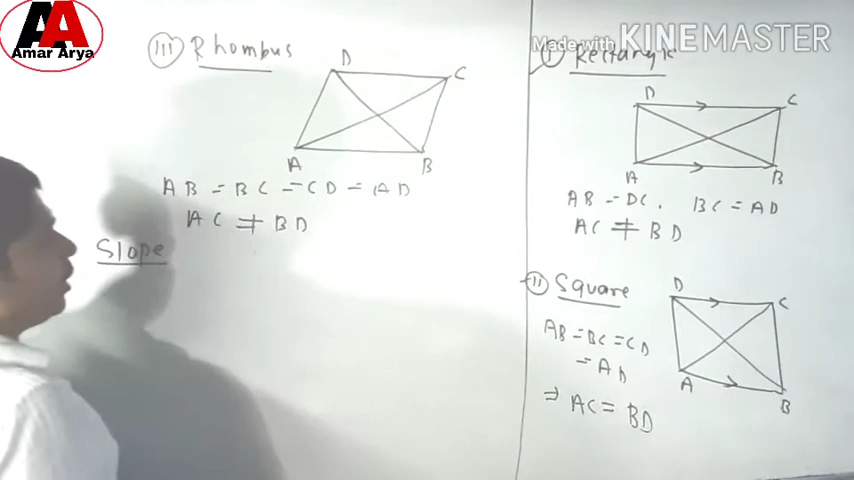 AA
Amar Arya
Made with KINEMASTER
III Rhombus
D
C
A
B
AB = BC = CD = AD
AC ≠ BD
Slope
I Rectangle
D
C
A
B
AB = DC. BC = AD
AC ≠ BD
II Square
D
C
A
B
AB = BC = CD
= AD
⇒ AC = BD